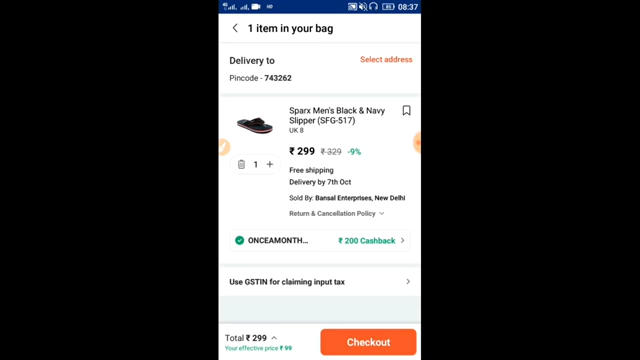 08:37
1 item in your bag
Delivery to
Select address
Pincode - 743262
Sparx Men's Black & Navy
Slipper (SFG-517)
UK 8
₹ 299 ₹ 329 -9%
1
Free shipping
Delivery by 7th Oct
Sold By: Bansal Enterprises, New Delhi
Return & Cancellation Policy
ONCEAMONTH... ₹ 200 Cashback
Use GSTIN for claiming input tax
Total ₹ 299
Your effective price ₹ 99
Checkout